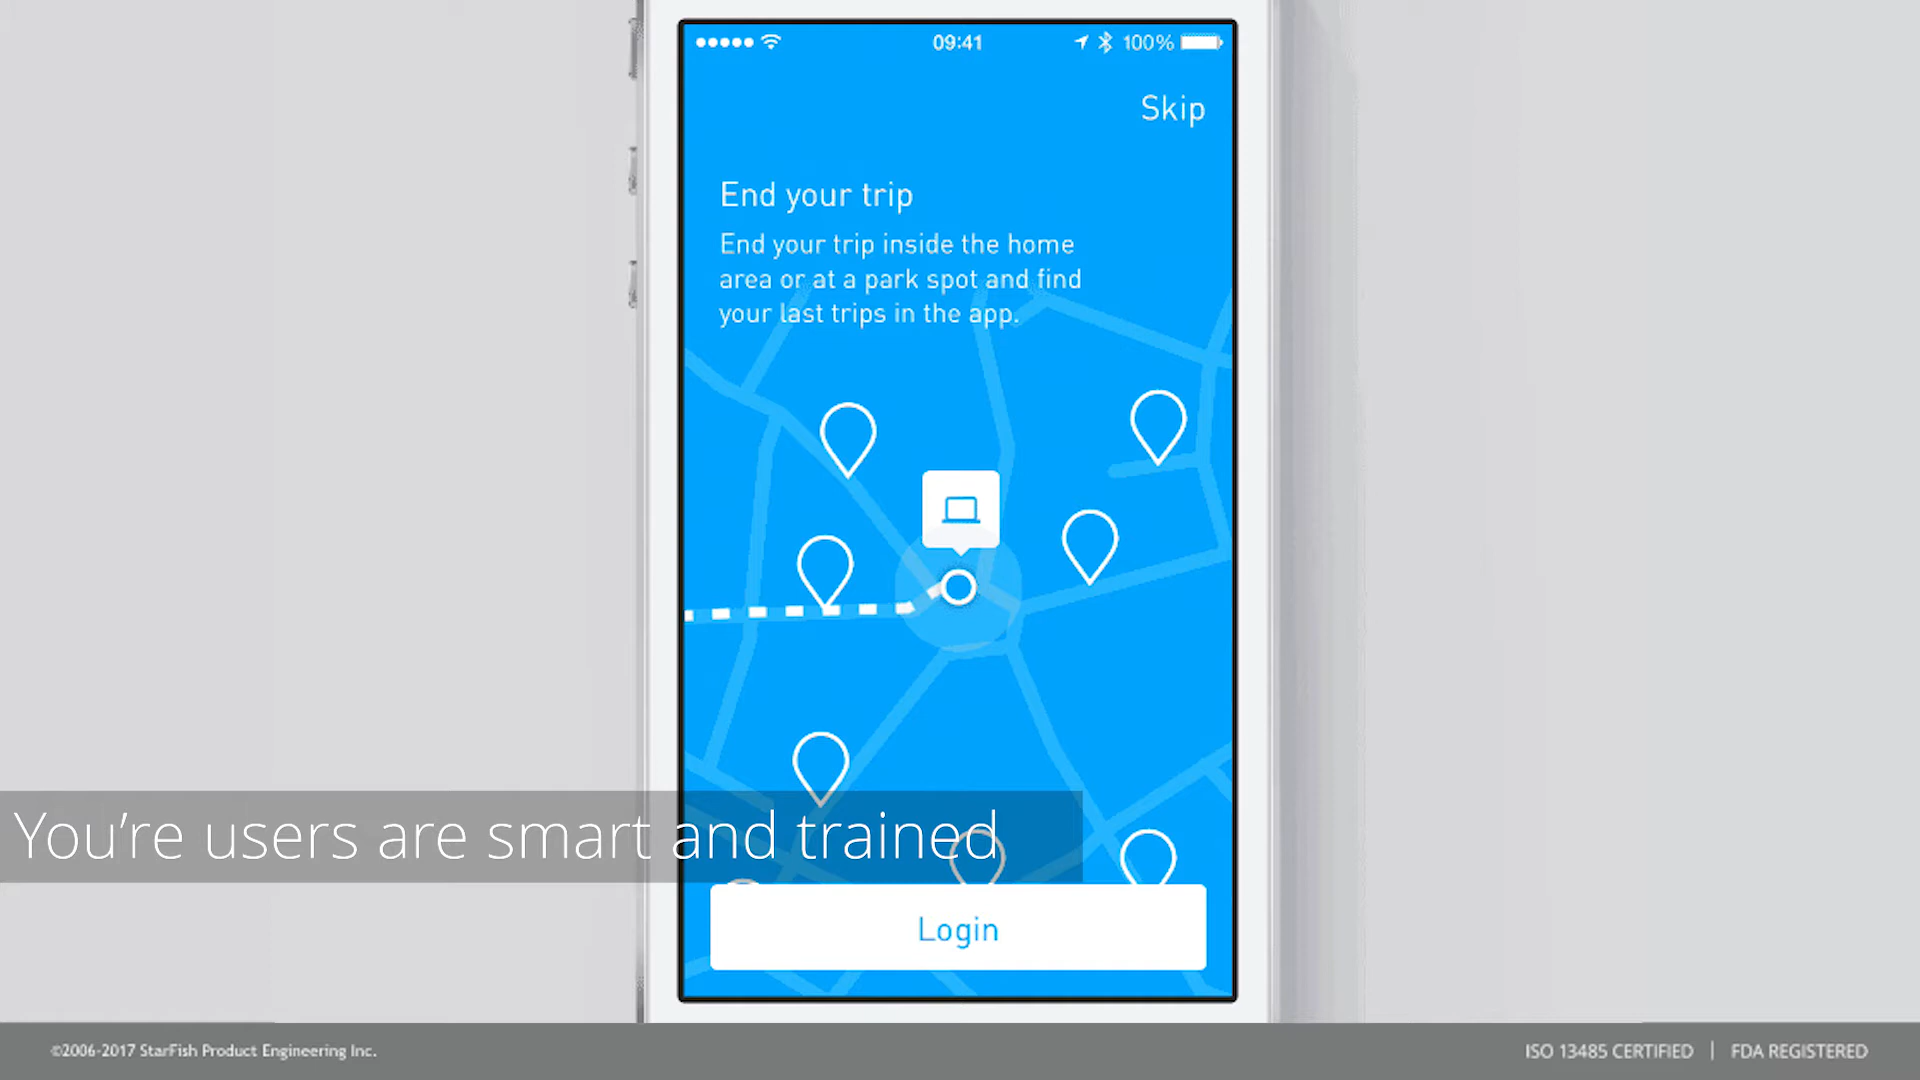 09:41
100%
Skip
End your trip
End your trip inside the home
area or at a park spot and find
your last trips in the app.
You’re users are smart and trained
Login
©2006-2017 StarFish Product Engineering Inc.
ISO 13485 CERTIFIED | FDA REGISTERED